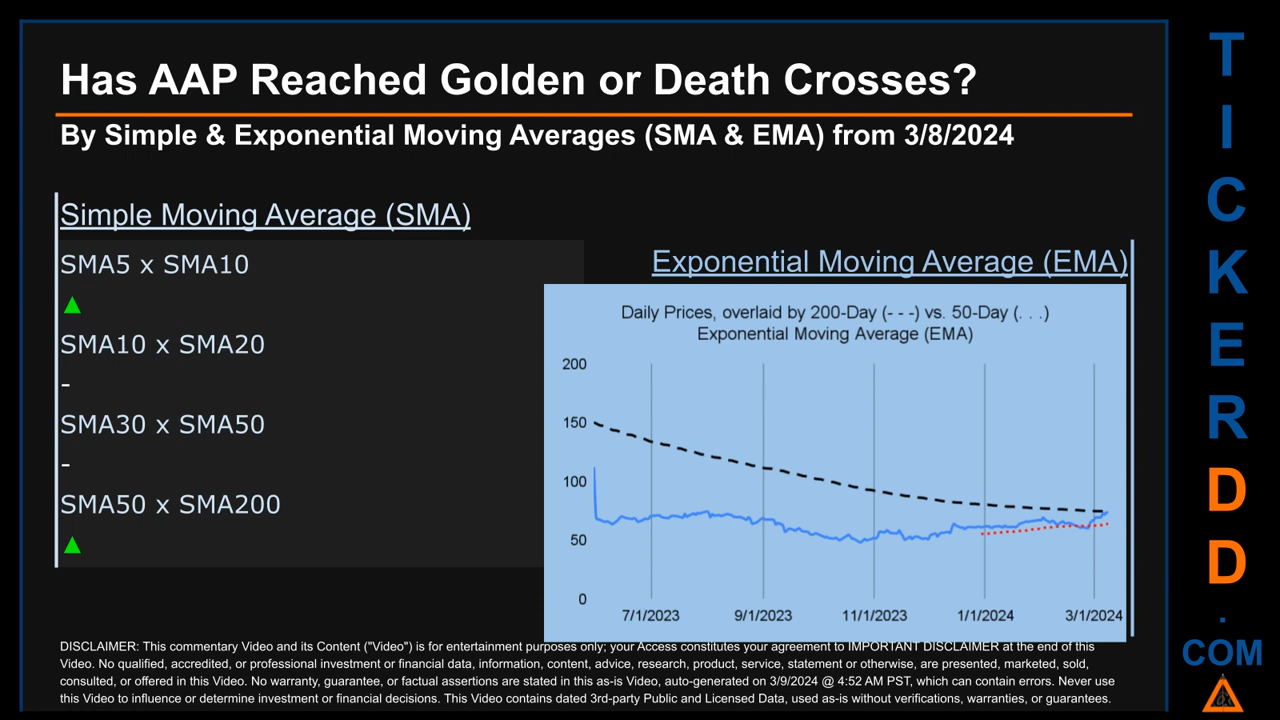 Has AAP Reached Golden or Death Crosses?
By Simple & Exponential Moving Averages (SMA & EMA) from 3/8/2024
Simple Moving Average (SMA)
SMA5 x SMA10
▲
SMA10 x SMA20
-
SMA30 x SMA50
-
SMA50 x SMA200
▲
Exponential Moving Average (EMA)
Daily Prices, overlaid by 200-Day (- - -) vs. 50-Day (. . .)
Exponential Moving Average (EMA)
200
150
100
50
0
7/1/2023 9/1/2023 11/1/2023 1/1/2024 3/1/2024
DISCLAIMER: This commentary Video and its Content ("Video") is for entertainment purposes only; your Access constitutes your agreement to IMPORTANT DISCLAIMER at the end of this
Video. No qualified, accredited, or professional investment or financial data, information, content, advice, research, product, service, statement or otherwise, are presented, marketed, sold,
consulted, or offered in this Video. No warranty, guarantee, or factual assertions are stated in this as-is Video, auto-generated on 3/9/2024 @ 4:52 AM PST, which can contain errors. Never use
this Video to influence or determine investment or financial decisions. This Video contains dated 3rd-party Public and Licensed Data, used as-is without verifications, warranties, or guarantees.
T
I
C
K
E
R
D
D
.
COM